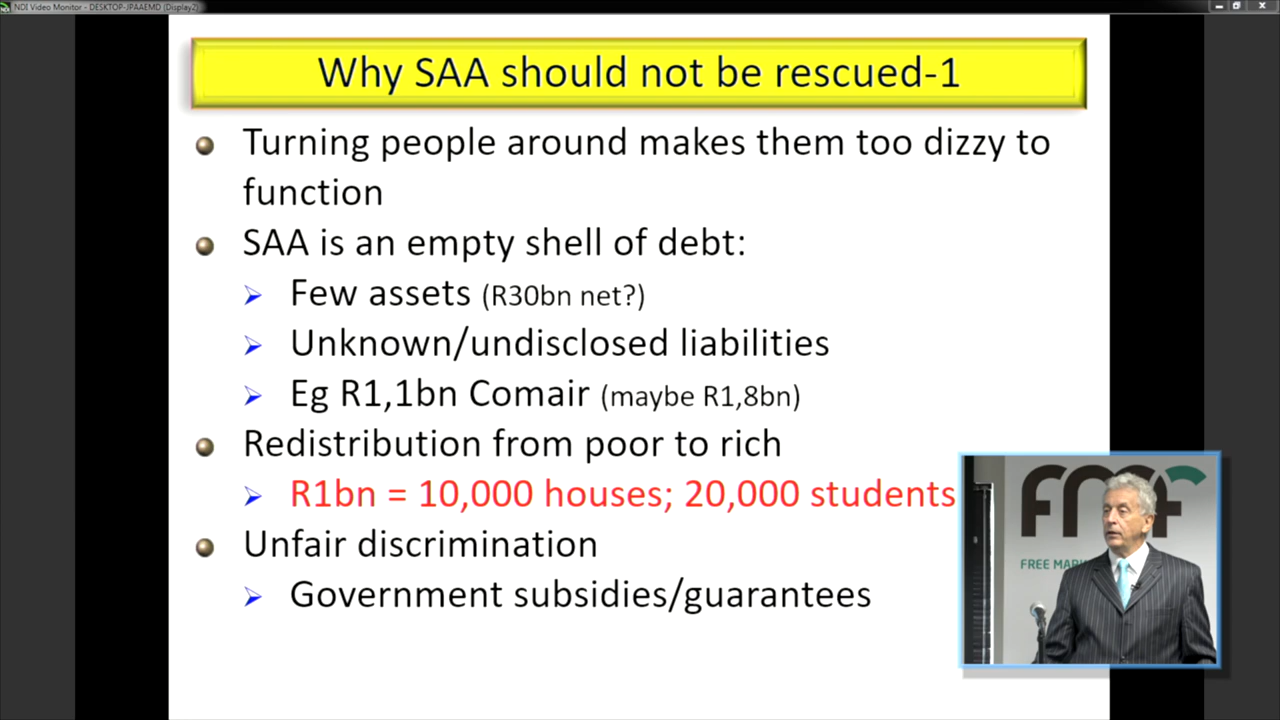 NDI Video Monitor - DESKTOP-JPAAEMD (Display2)
Why SAA should not be rescued-1
Turning people around makes them too dizzy to
function
SAA is an empty shell of debt:
Few assets (R30bn net?)
Unknown/undisclosed liabilities
Eg R1,1bn Comair (maybe R1,8bn)
Redistribution from poor to rich
R1bn = 10,000 houses; 20,000 students
Unfair discrimination
Government subsidies/guarantees
fmf
FREE